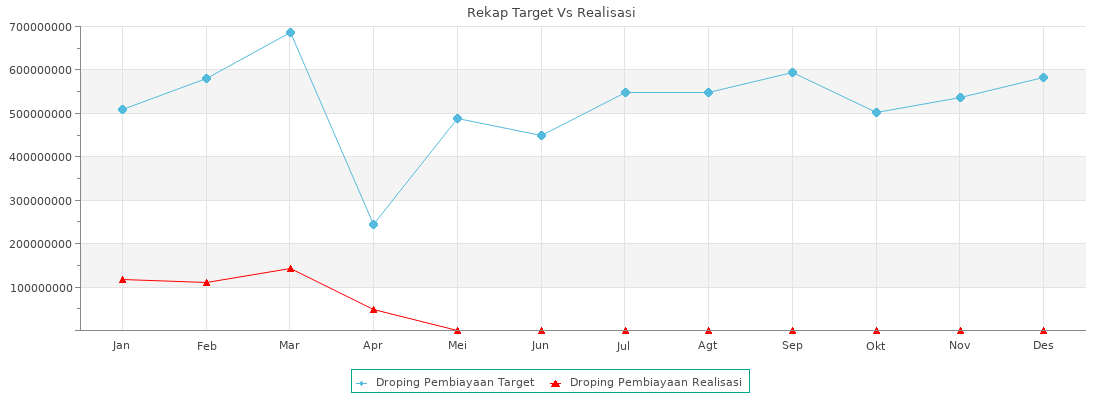 Rekap Target Vs Realisasi
700000000
600000000
500000000
400000000
300000000
200000000
100000000
Jan Feb Mar Apr Mei Jun Jul Agt Sep Okt Nov Des
Droping Pembiayaan Target Droping Pembiayaan Realisasi